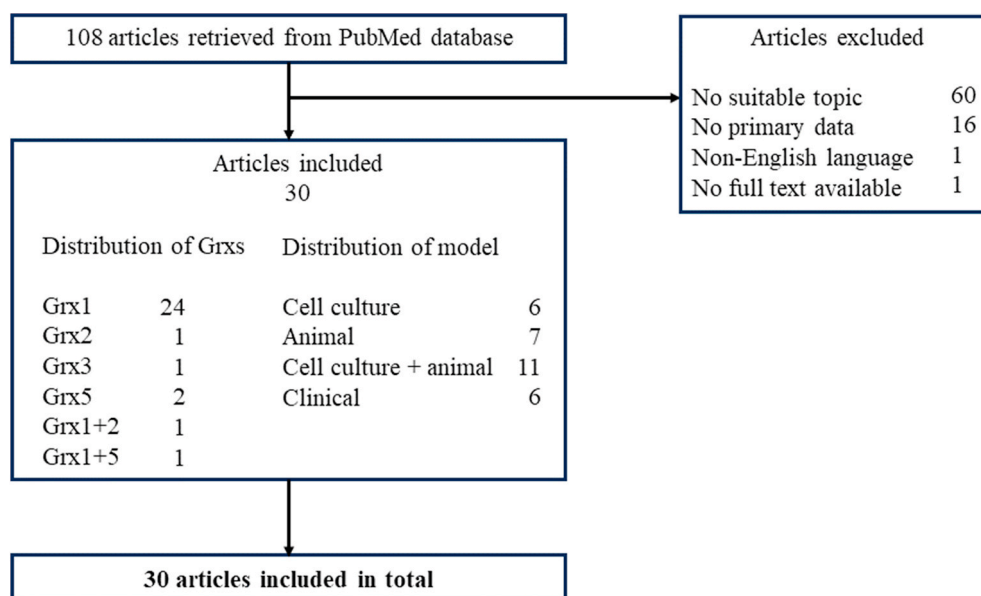 108 articles retrieved from PubMed database
Articles excluded
No suitable topic 60
No primary data 16
Non-English language 1
No full text available 1
Articles included
30
Distribution of Grxs Distribution of model
Grx1 24 Cell culture 6
Grx2 1 Animal 7
Grx3 1 Cell culture + animal 11
Grx5 2 Clinical 6
Grx1+2 1
Grx1+5 1
30 articles included in total